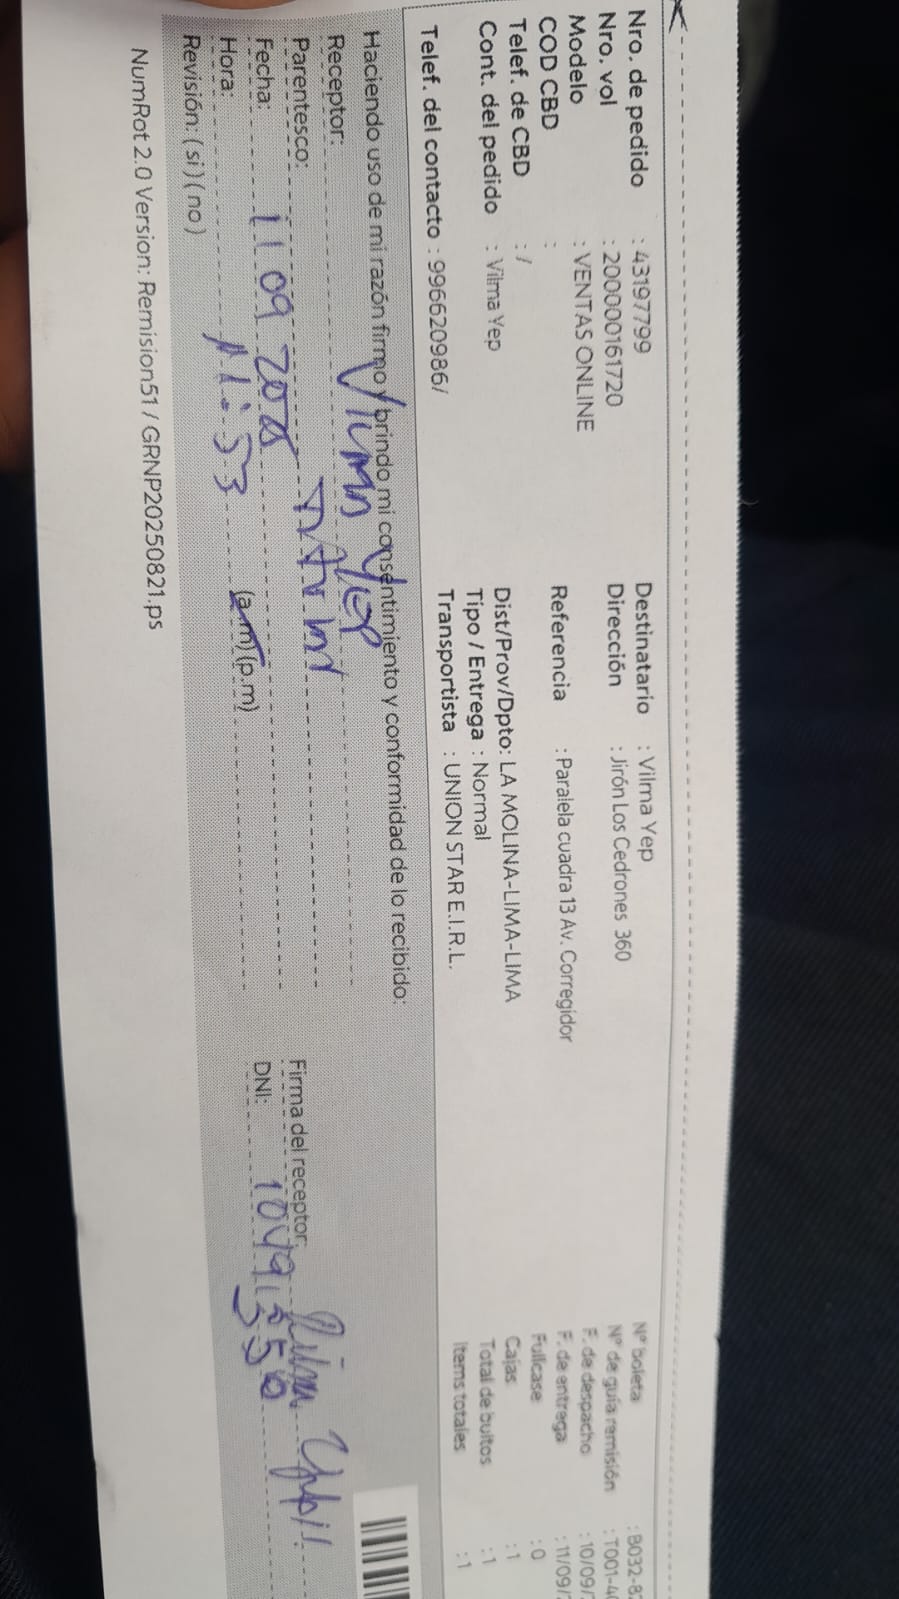 Nro. de pedido : 43197799
Nro. vol : 200000161720
Modelo : VENTAS ONLINE
COD CBD :
Telef. de CBD : /
Cont. del pedido : Vilma Yep
Telef. del contacto : 996620986/
Destinatario : Vilma Yep
Dirección : Jirón Los Cedrones 360
Referencia : Paralela cuadra 13 Av. Corregidor
Dist/Prov/Dpto: LA MOLINA-LIMA-LIMA
Tipo / Entrega : Normal
Transportista : UNION STAR E.I.R.L.
N° boleta : B032-8
N° de guía remisión : T001-4
F. de despacho : 10/09/
F. de entrega : 11/09/
Fullcase : 0
Cajas : 1
Total de bultos : 1
Items totales : 1
Haciendo uso de mi razón firmo y brindo mi consentimiento y conformidad de lo recibido:
Receptor: Vilma Yep
Parentesco:
Fecha: 11 09
Hora: 11:53 (a.m) (p.m)
Revisión: (si) (no)
Firma del receptor:
DNI:
NumRot 2.0 Version: Remision51 / GRNP20250821.ps